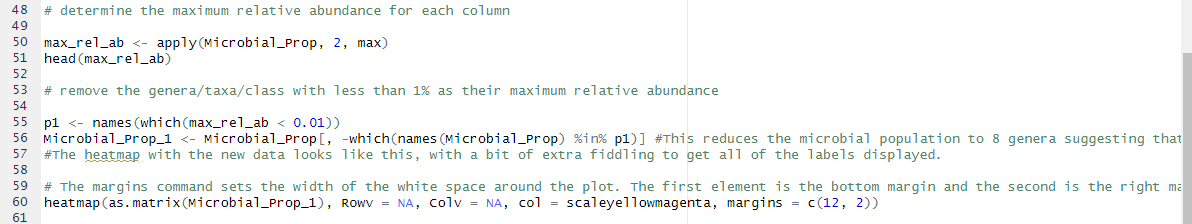 48 # determine the maximum relative abundance for each column
49
50 max_rel_ab <- apply(Microbial_Prop, 2, max)
51 head(max_rel_ab)
52
53 # remove the genera/taxa/class with less than 1% as their maximum relative abundance
54
55 p1 <- names(which(max_rel_ab < 0.01))
56 Microbial_Prop_1 <- Microbial_Prop[, -which(names(Microbial_Prop) %in% p1)] #This reduces the microbial population to 8 genera suggesting that
57 #The heatmap with the new data looks like this, with a bit of extra fiddling to get all of the labels displayed.
58
59 # The margins command sets the width of the white space around the plot. The first element is the bottom margin and the second is the right ma
60 heatmap(as.matrix(Microbial_Prop_1), Rowv = NA, Colv = NA, col = scaleyellowmagenta, margins = c(12, 2))
61